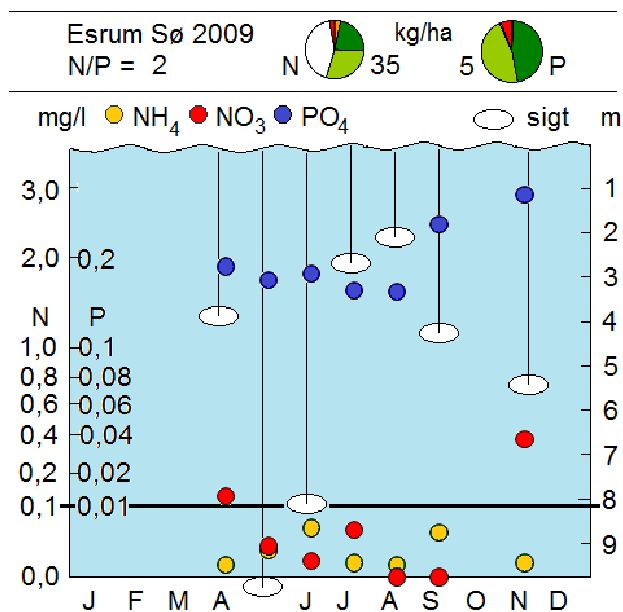 Esrum Sø 2009 kg/ha
N/P = 2 N 35 5 P
mg/l NH4 NO3 PO4 sigt m
3,0 1
2
2,0 0,2
3
N P 4
1,0 0,1
0,8 0,08 5
0,6 0,06 6
0,4 0,04
7
0,2 0,02
0,1 0,01 8
9
0,0
J F M A J J A S O N D